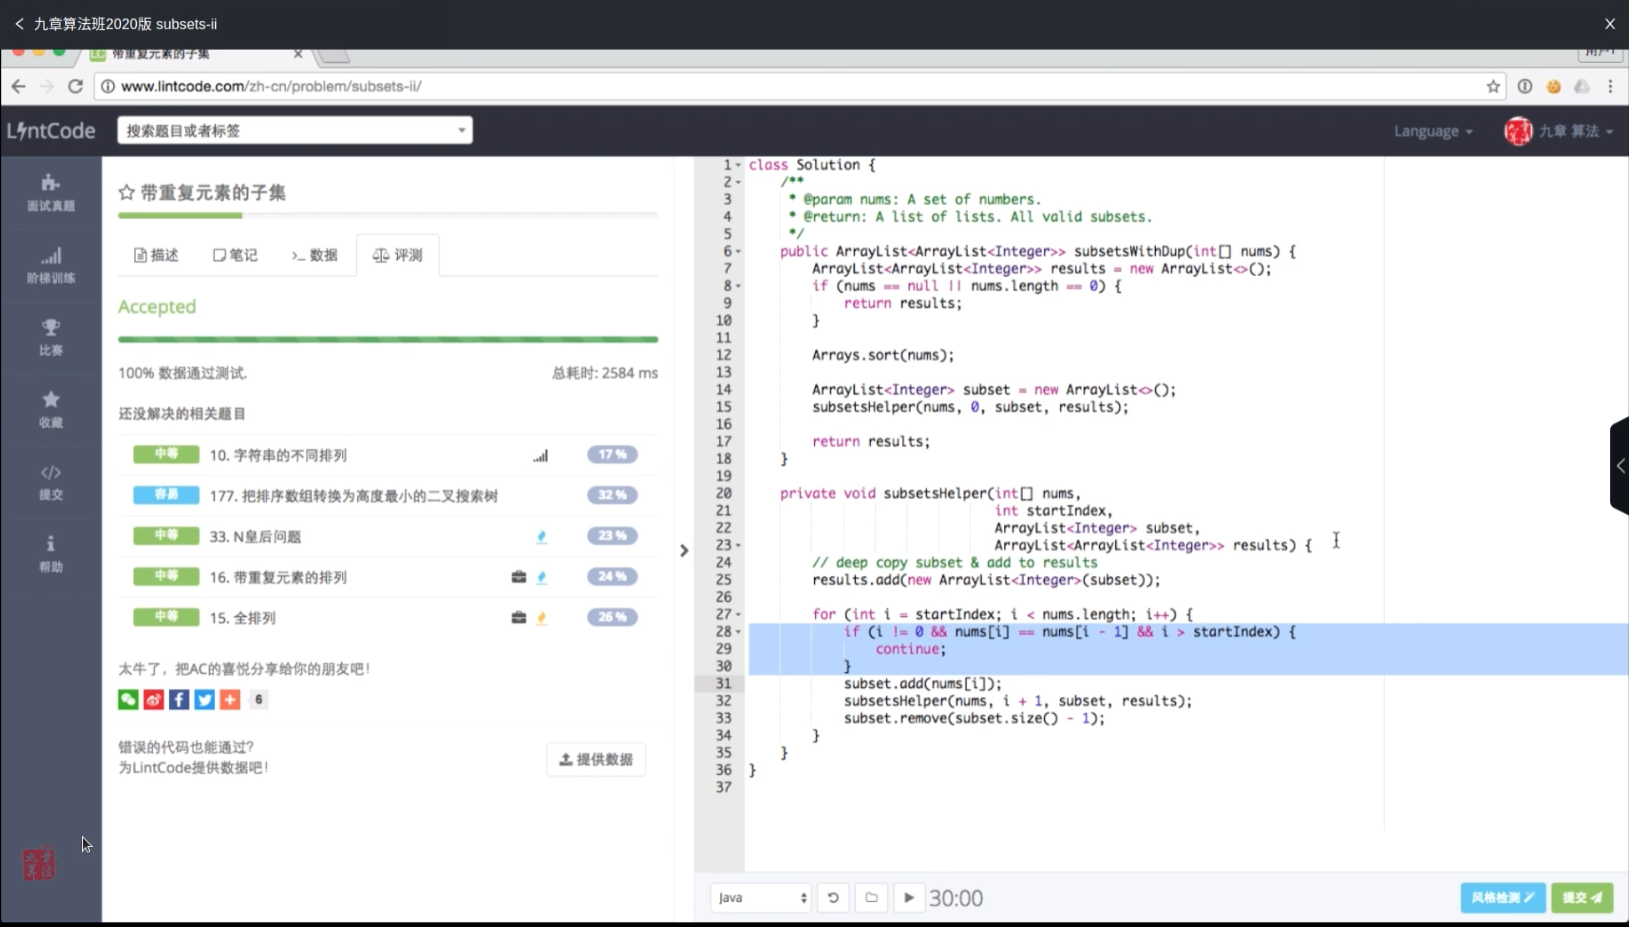 九章算法班2020版 subsets-ii
带重复元素的子集
www.lintcode.com/zh-cn/problem/subsets-ii/
LintCode
搜索题目或者标签
Language
九章 算法
面试真题
阶梯训练
比赛
收藏
提交
帮助
带重复元素的子集
描述 笔记 数据 评测
Accepted
100% 数据通过测试.
总耗时: 2584 ms
还没解决的相关题目
中等 10. 字符串的不同排列 17 %
容易 177. 把排序数组转换为高度最小的二叉搜索树 32 %
中等 33. N皇后问题 23 %
中等 16. 带重复元素的排列 24 %
中等 15. 全排列 26 %
太牛了，把AC的喜悦分享给你的朋友吧！
6
错误的代码也能通过？
为LintCode提供数据吧！
提供数据
1 class Solution {
2 /**
3 * @param nums: A set of numbers.
4 * @return: A list of lists. All valid subsets.
5 */
6 public ArrayList<ArrayList<Integer>> subsetsWithDup(int[] nums) {
7 ArrayList<ArrayList<Integer>> results = new ArrayList<>();
8 if (nums == null || nums.length == 0) {
9 return results;
10 }
11
12 Arrays.sort(nums);
13
14 ArrayList<Integer> subset = new ArrayList<>();
15 subsetsHelper(nums, 0, subset, results);
16
17 return results;
18 }
19
20 private void subsetsHelper(int[] nums,
21 int startIndex,
22 ArrayList<Integer> subset,
23 ArrayList<ArrayList<Integer>> results) {
24 // deep copy subset & add to results
25 results.add(new ArrayList<Integer>(subset));
26
27 for (int i = startIndex; i < nums.length; i++) {
28 if (i != 0 && nums[i] == nums[i - 1] && i > startIndex) {
29 continue;
30 }
31 subset.add(nums[i]);
32 subsetsHelper(nums, i + 1, subset, results);
33 subset.remove(subset.size() - 1);
34 }
35 }
36 }
37
Java
30:00
风格检测
提交